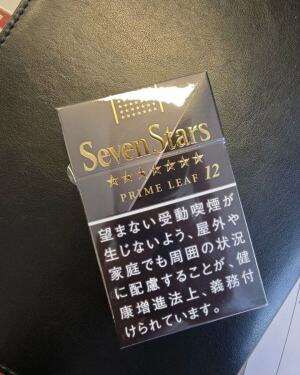 Seven Stars
★★★★★★★
PRIME LEAF 12
望まない受動喫煙が
生じないよう、屋外や
家庭でも周囲の状況
に配慮することが、健
康増進法上、義務付
けられています。